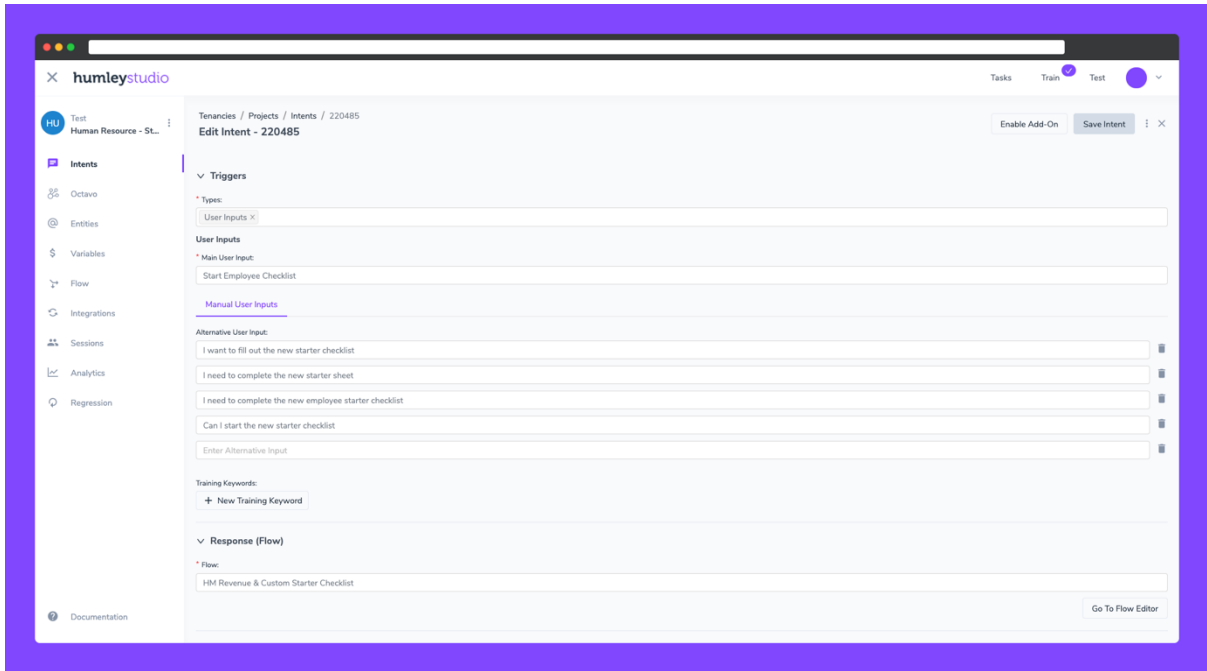 humleystudio
Tasks Train Test
HU
Test
Human Resource - St...
Intents
Octavo
Entities
Variables
Flow
Integrations
Sessions
Analytics
Regression
Documentation
Tenancies / Projects / Intents / 220485
Edit Intent - 220485
Enable Add-On Save Intent
Triggers
* Types:
User Inputs ×
User Inputs
* Main User Input:
Start Employee Checklist
Manual User Inputs
Alternative User Input:
I want to fill out the new starter checklist
I need to complete the new starter sheet
I need to complete the new employee starter checklist
Can I start the new starter checklist
Enter Alternative Input
Training Keywords:
+ New Training Keyword
Response (Flow)
* Flow:
HM Revenue & Custom Starter Checklist
Go To Flow Editor